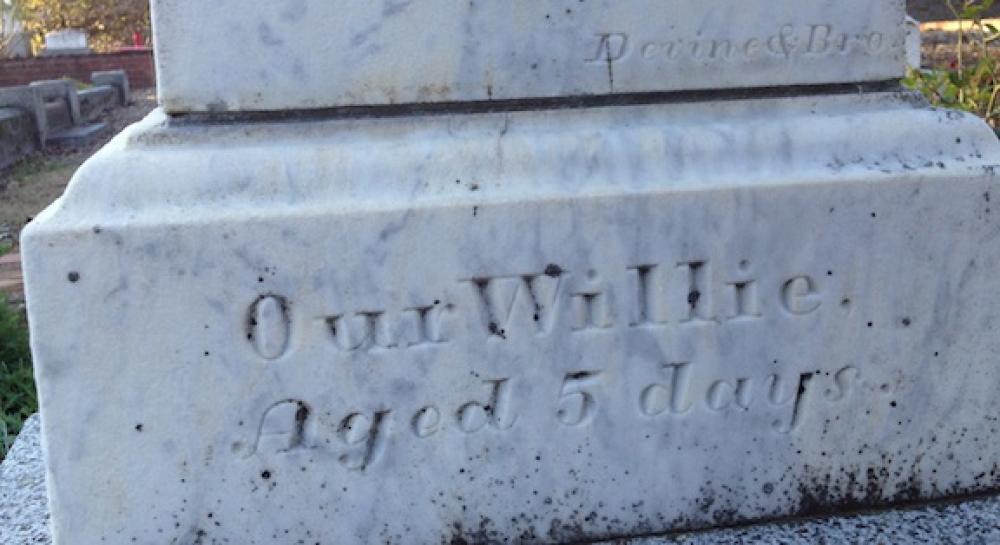 Devine & Bro.
Our Willie.
Aged 5 days.